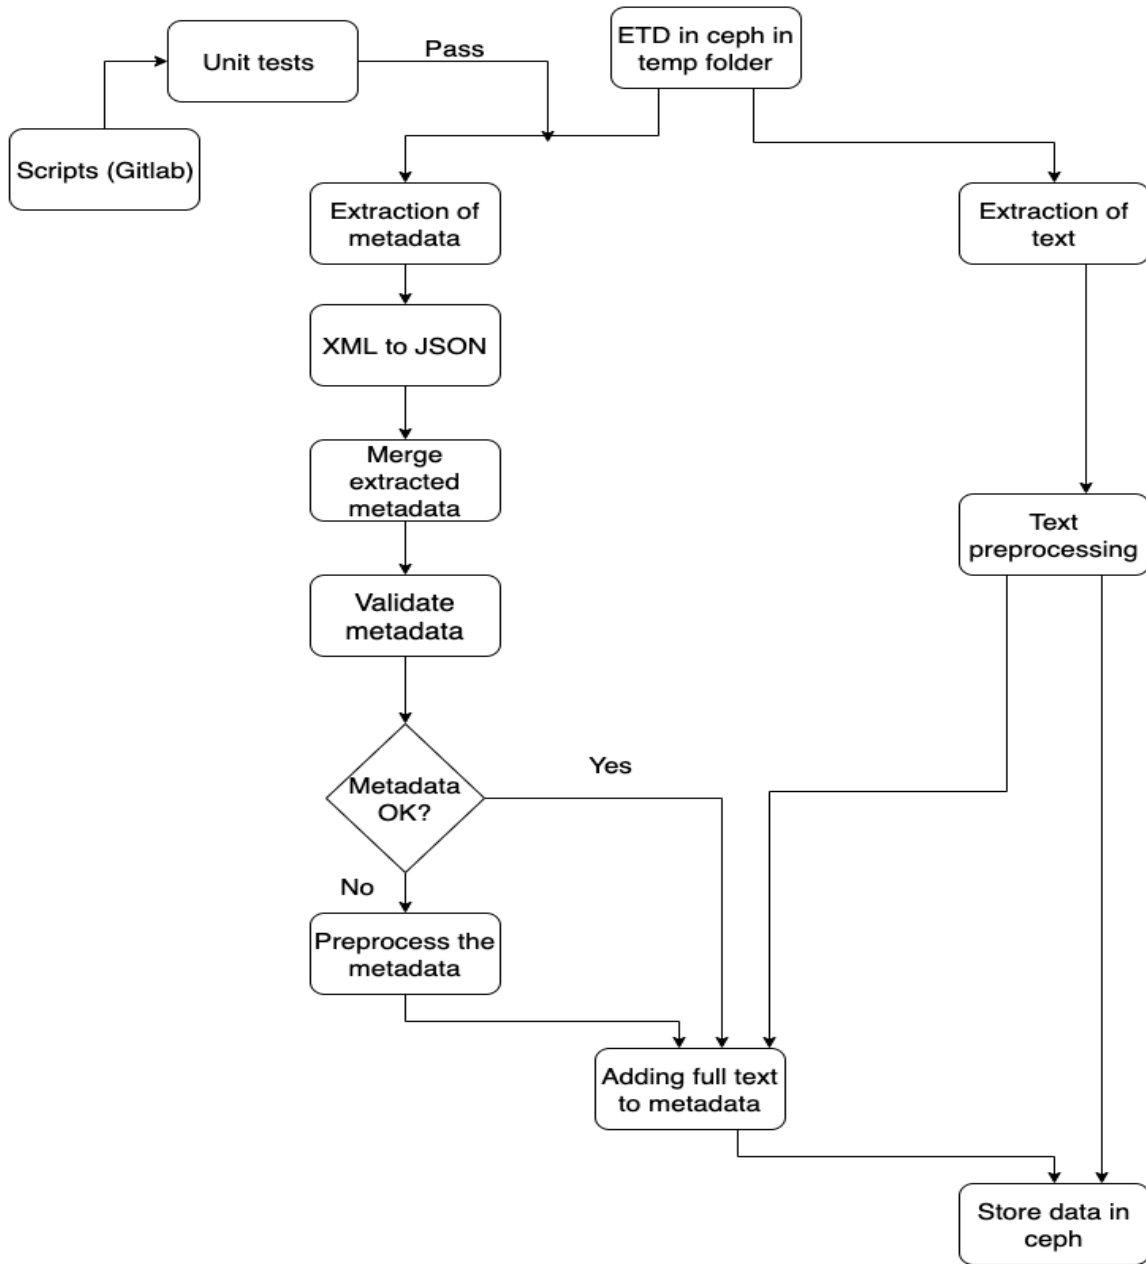 Unit tests
Pass
ETD in ceph in
temp folder
Scripts (Gitlab)
Extraction of
metadata
Extraction of
text
XML to JSON
Merge
extracted
metadata
Text
preprocessing
Validate
metadata
Metadata
OK?
Yes
No
Preprocess the
metadata
Adding full text
to metadata
Store data in
ceph